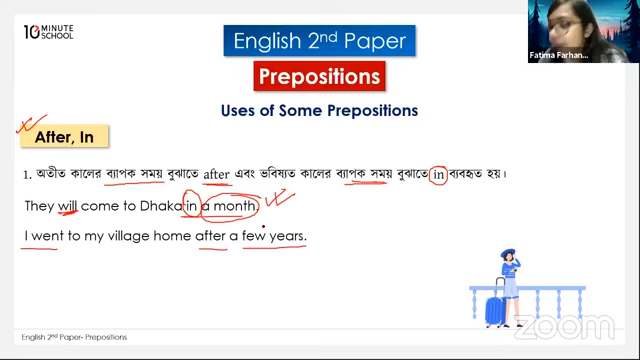 10 MINUTE
SCHOOL
English 2nd Paper
Prepositions
Uses of Some Prepositions
After, In
1. অতীত কালের ব্যাপক সময় বুঝাতে after এবং ভবিষ্যত কালের ব্যাপক সময় বুঝাতে in ব্যবহৃত হয়।
They will come to Dhaka in a month.
I went to my village home after a few years.
English 2nd Paper- Prepositions
Fatima Farhan...
zoom